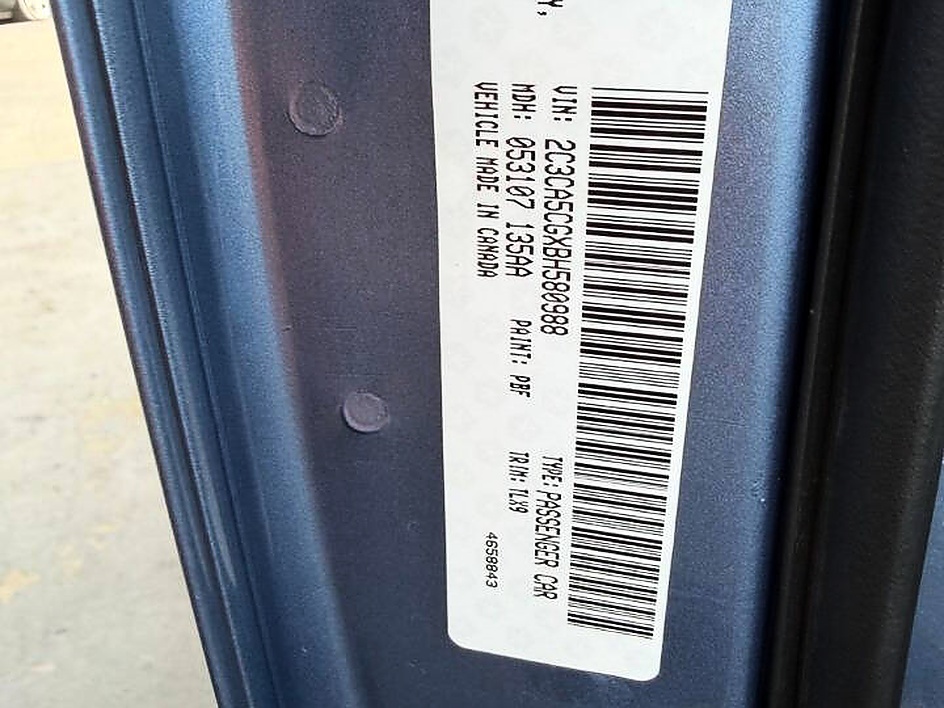 Y,
VIN: 2C3CA5CGXBH580988 TYPE: PASSENGER CAR
MDH: 053107 135AA PAINT: PBF TRIM: TLX9
VEHICLE MADE IN CANADA
4658843